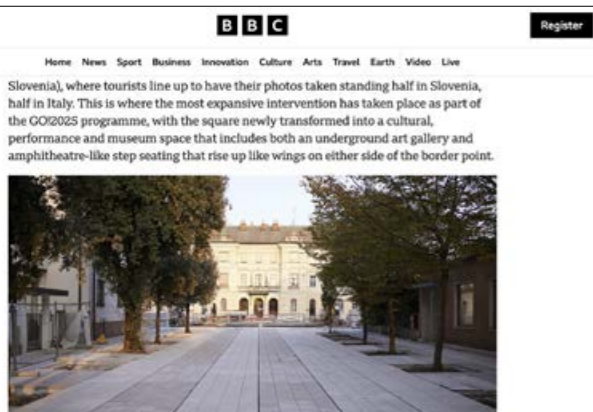 BBC
Register
Home News Sport Business Innovation Culture Arts Travel Earth Video Live
Slovenia), where tourists line up to have their photos taken standing half in Slovenia,
half in Italy. This is where the most expansive intervention has taken place as part of
the GO!2025 programme, with the square newly transformed into a cultural,
performance and museum space that includes both an underground art gallery and
amphitheatre-like step seating that rise up like wings on either side of the border point.